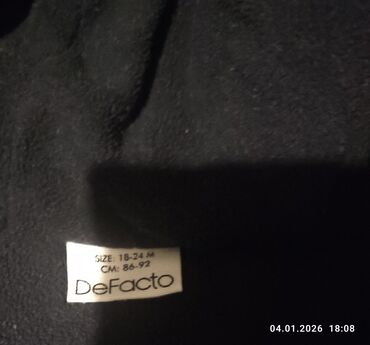 SIZE: 18-24 M
CM: 86-92
DeFacto
04.01.2026 18:08